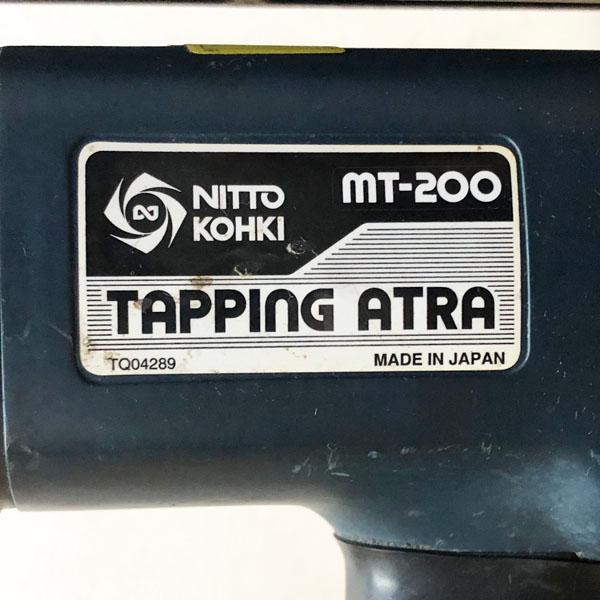 NITTO
KOHKI
MT-200
TAPPING ATRA
TQ04289
MADE IN JAPAN